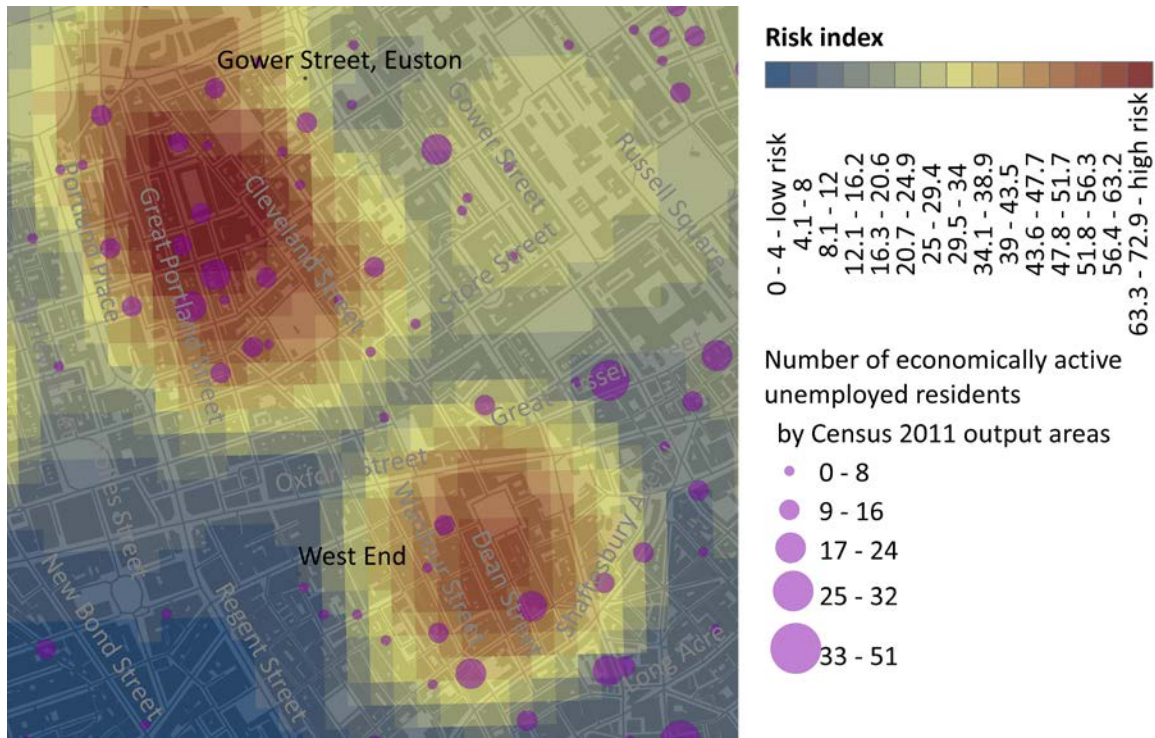 Gower Street, Euston
Gower Street
Russell Square
Portland Place
Great Portland Street
Cleveland Street
Store Street
Great Russell Street
Oxford Street
West End
Wardour Street
Dean Street
Shaftesbury Ave
New Bond Street
Regent Street
Long Acre
Risk index
0 - 4 - low risk
4.1 - 8
8.1 - 12
12.1 - 16.2
16.3 - 20.6
20.7 - 24.9
25 - 29.4
29.5 - 34
34.1 - 38.9
39 - 43.5
43.6 - 47.7
47.8 - 51.7
51.8 - 56.3
56.4 - 63.2
63.3 - 72.9 - high risk
Number of economically active
unemployed residents
by Census 2011 output areas
0 - 8
9 - 16
17 - 24
25 - 32
33 - 51